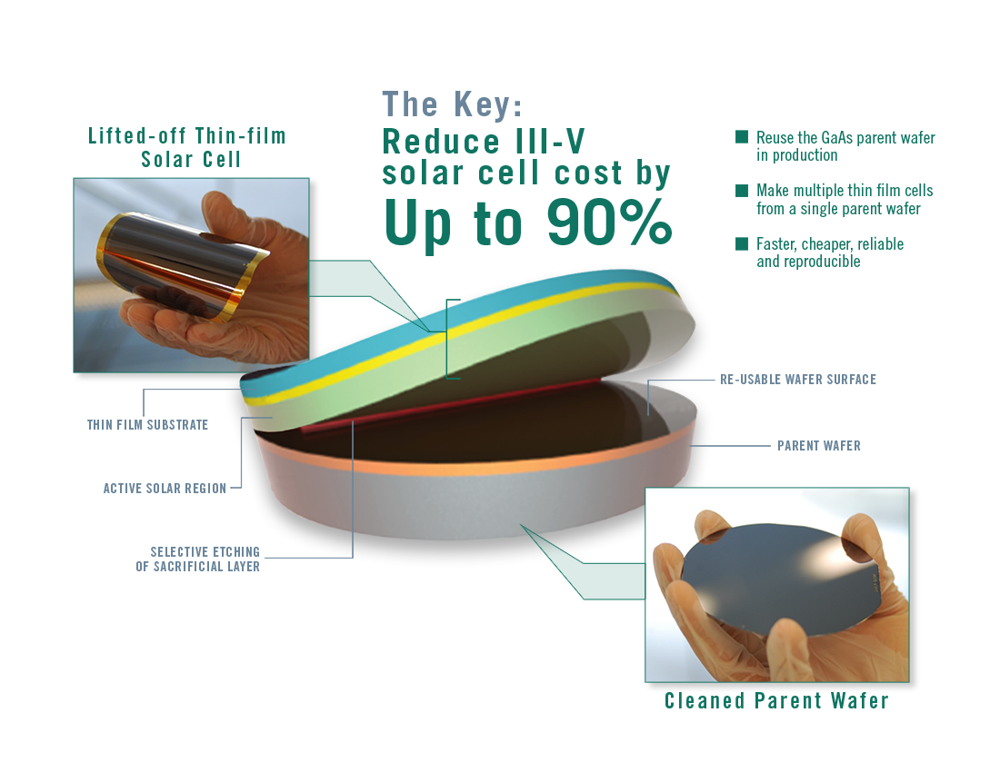 The Key:
Reduce III-V
solar cell cost by
Up to 90%
Lifted-off Thin-film
Solar Cell
Reuse the GaAs parent wafer
in production
Make multiple thin film cells
from a single parent wafer
Faster, cheaper, reliable
and reproducible
THIN FILM SUBSTRATE
ACTIVE SOLAR REGION
SELECTIVE ETCHING
OF SACRIFICIAL LAYER
RE-USABLE WAFER SURFACE
PARENT WAFER
Cleaned Parent Wafer